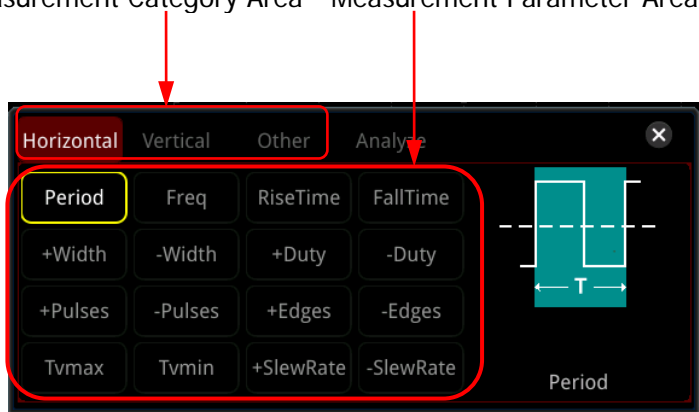 Category Area Measurement Parameter Area
Horizontal Vertical Other Analyze
Period Freq RiseTime FallTime
+Width -Width +Duty -Duty
+Pulses -Pulses +Edges -Edges
T
Tvmax Tvmin +SlewRate -SlewRate
Period